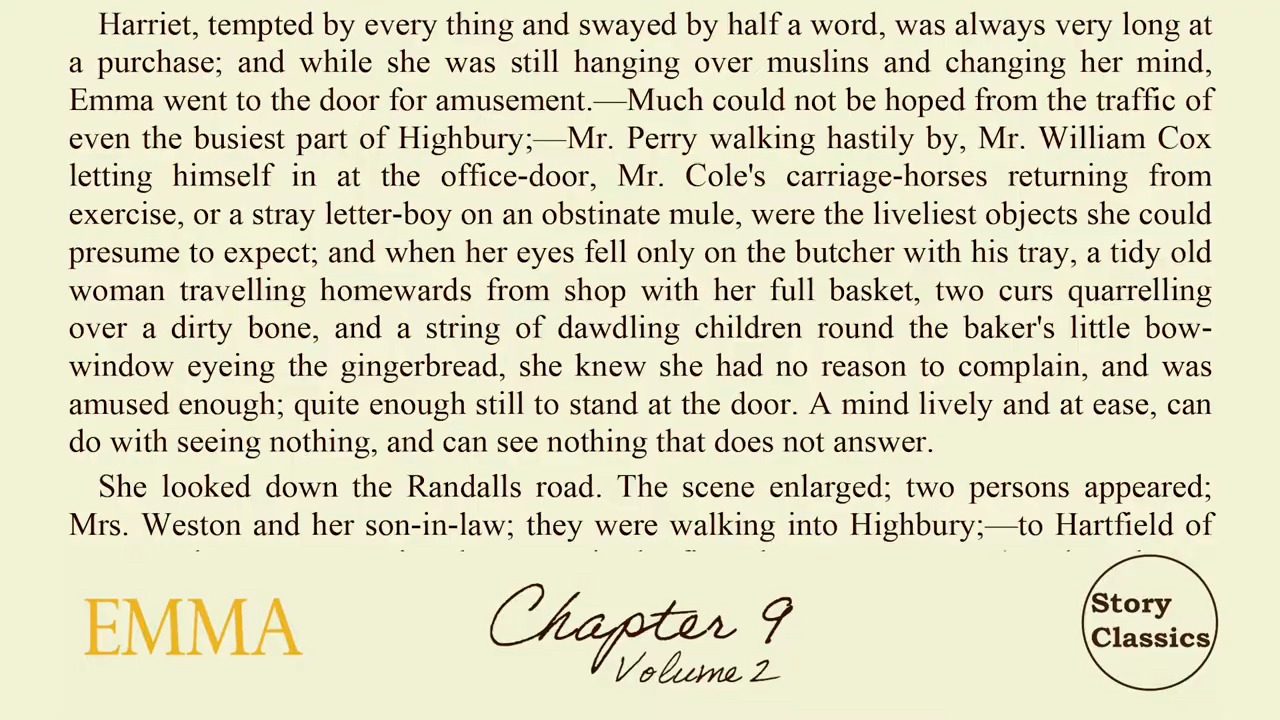 Harriet, tempted by every thing and swayed by half a word, was always very long at
a purchase; and while she was still hanging over muslins and changing her mind,
Emma went to the door for amusement.—Much could not be hoped from the traffic of
even the busiest part of Highbury;—Mr. Perry walking hastily by, Mr. William Cox
letting himself in at the office-door, Mr. Cole's carriage-horses returning from
exercise, or a stray letter-boy on an obstinate mule, were the liveliest objects she could
presume to expect; and when her eyes fell only on the butcher with his tray, a tidy old
woman travelling homewards from shop with her full basket, two curs quarrelling
over a dirty bone, and a string of dawdling children round the baker's little bow-
window eyeing the gingerbread, she knew she had no reason to complain, and was
amused enough; quite enough still to stand at the door. A mind lively and at ease, can
do with seeing nothing, and can see nothing that does not answer.
She looked down the Randalls road. The scene enlarged; two persons appeared;
Mrs. Weston and her son-in-law; they were walking into Highbury;—to Hartfield of
EMMA
Chapter 9
Volume 2
Story
Classics